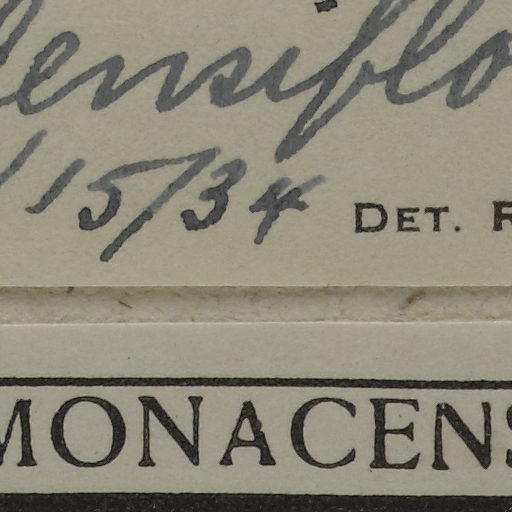 densiflo
/15/34 DET. R
MONACENS